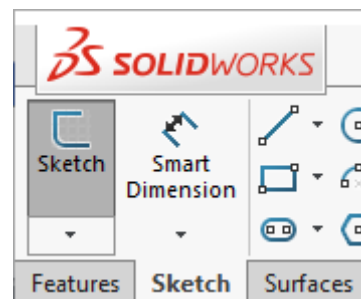 SOLIDWORKS
Sketch
Smart
Dimension
Features Sketch Surfaces